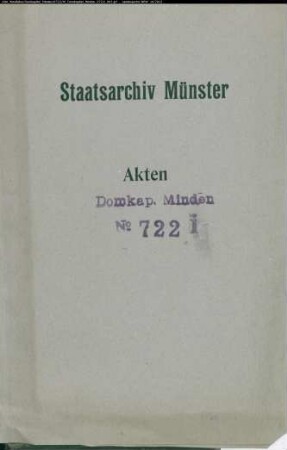 Staatsarchiv Münster
Akten
Domkap. Minden
№ 722 i